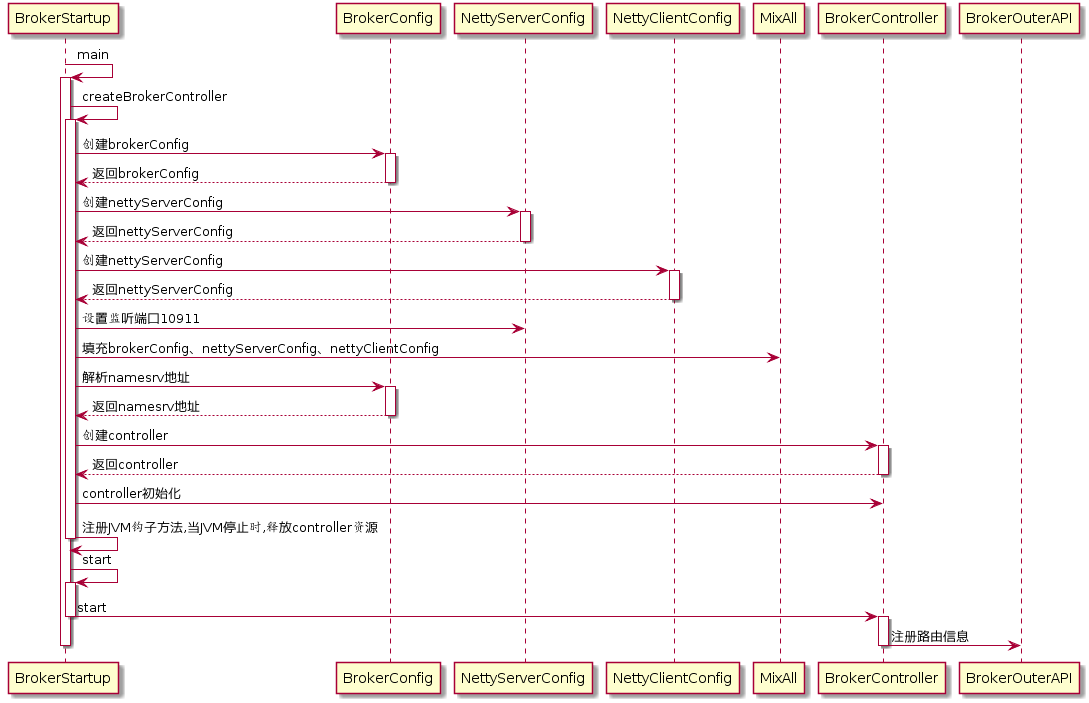 BrokerStartup BrokerConfig NettyServerConfig NettyClientConfig MixAll BrokerController BrokerOuterAPI
main
createBrokerController
创建brokerConfig
返回brokerConfig
创建nettyServerConfig
返回nettyServerConfig
创建nettyServerConfig
返回nettyServerConfig
设置监听端口10911
填充brokerConfig、nettyServerConfig、nettyClientConfig
解析namesrv地址
返回namesrv地址
创建controller
返回controller
controller初始化
注册JVM钩子方法,当JVM停止时,释放controller资源
start
start
注册路由信息
BrokerStartup BrokerConfig NettyServerConfig NettyClientConfig MixAll BrokerController BrokerOuterAPI